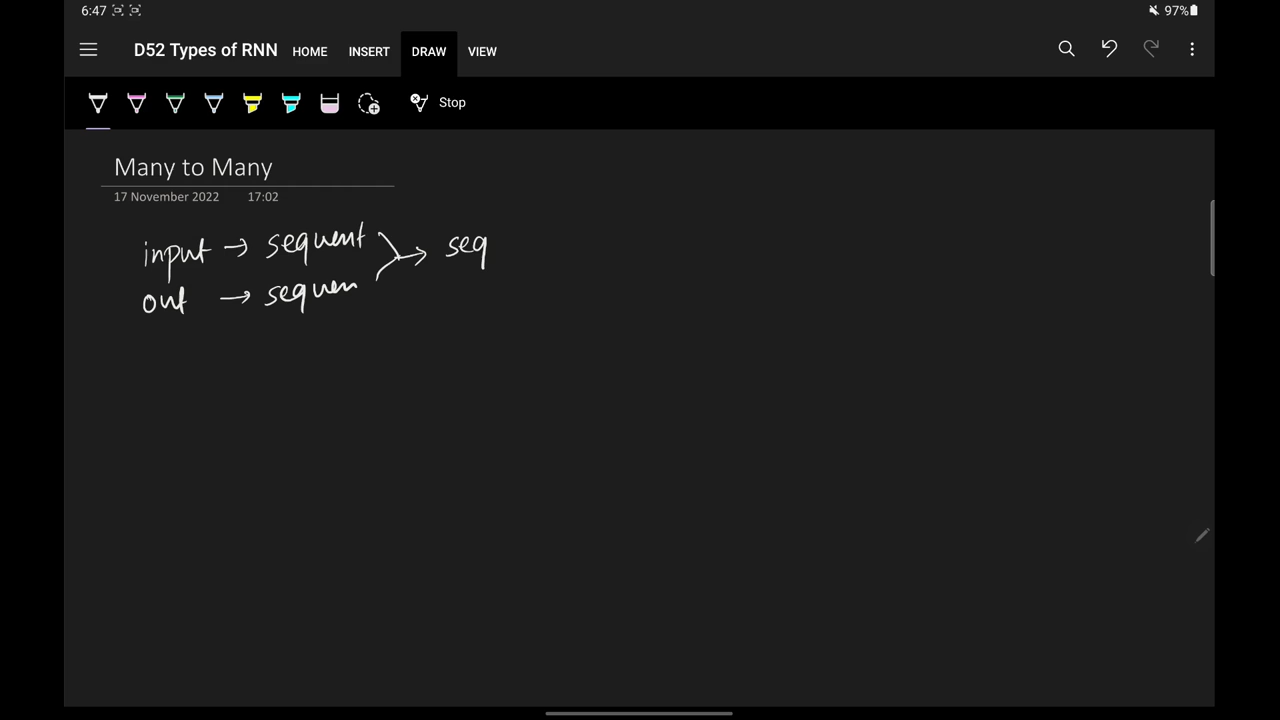 6:47 97%
D52 Types of RNN HOME INSERT DRAW VIEW
Stop
Many to Many
17 November 2022 17:02
input → sequent → seq
out → sequen